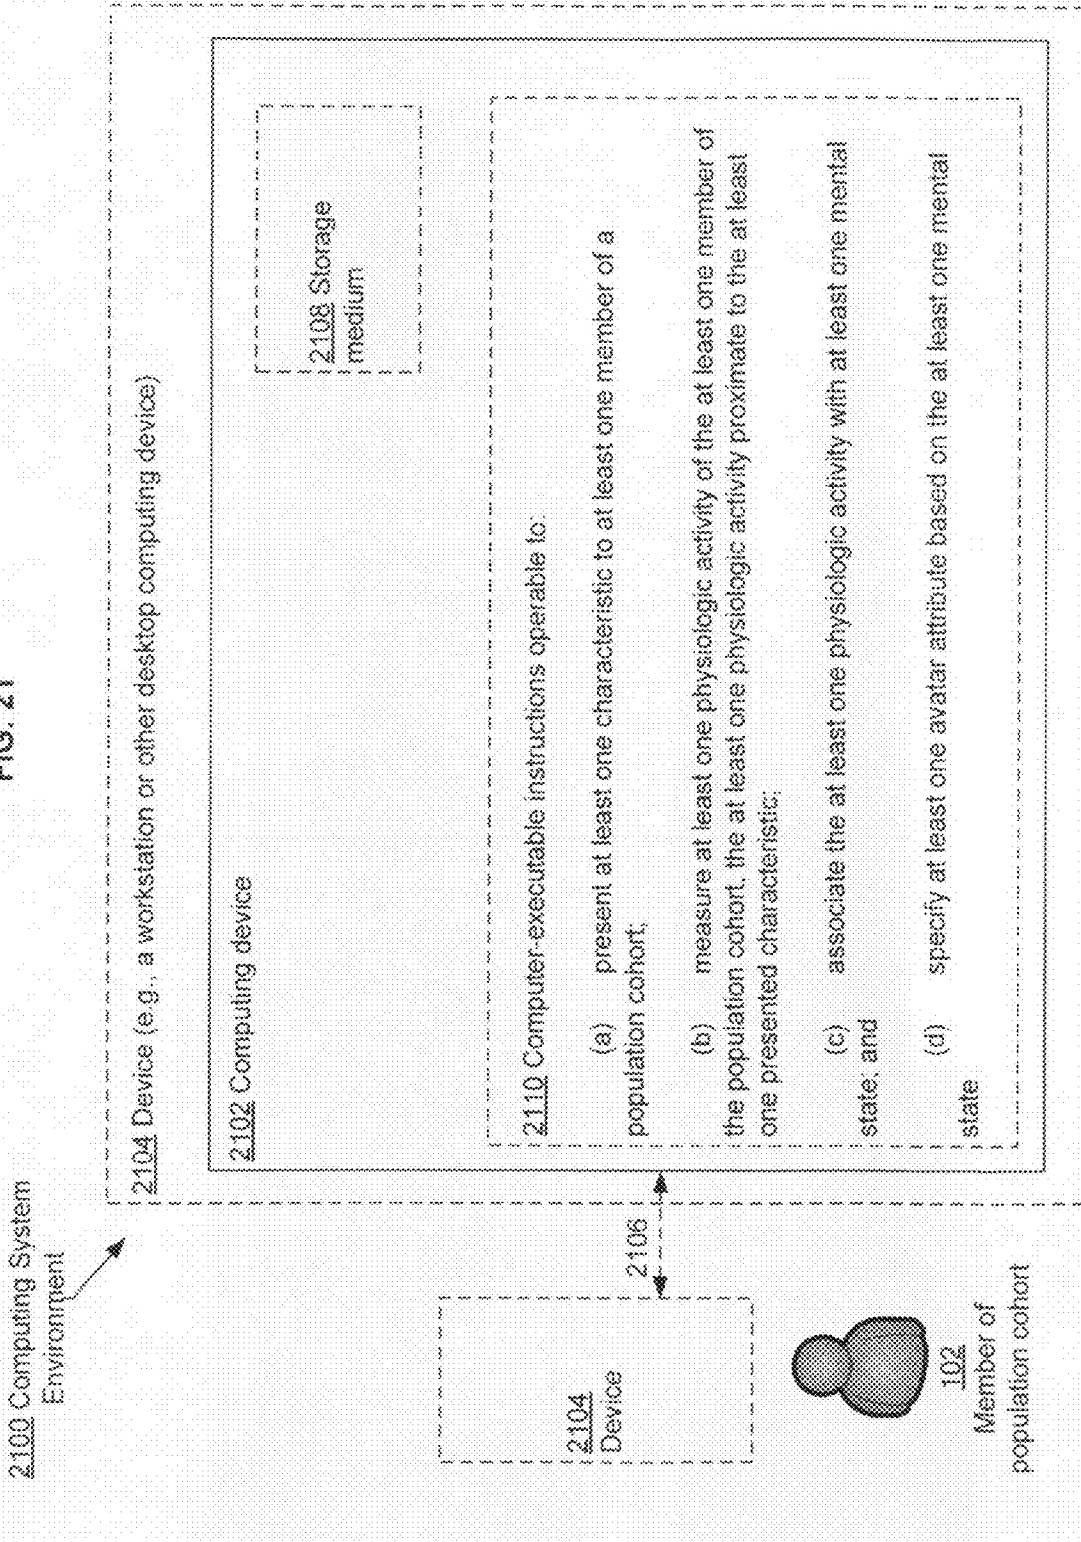 FIG. 21
2100 Computing System
Environment
2104 Device (e.g., a workstation or other desktop computing device)
2102 Computing device
2108 Storage
medium
2110 Computer-executable instructions operable to:
(a) present at least one characteristic to at least one member of a
population cohort;
(b) measure at least one physiologic activity of the at least one member of
the population cohort, the at least one physiologic activity proximate to the at least
one presented characteristic;
(c) associate the at least one physiologic activity with at least one mental
state; and
(d) specify at least one avatar attribute based on the at least one mental
state
2106
2104
Device
102
Member of
population cohort